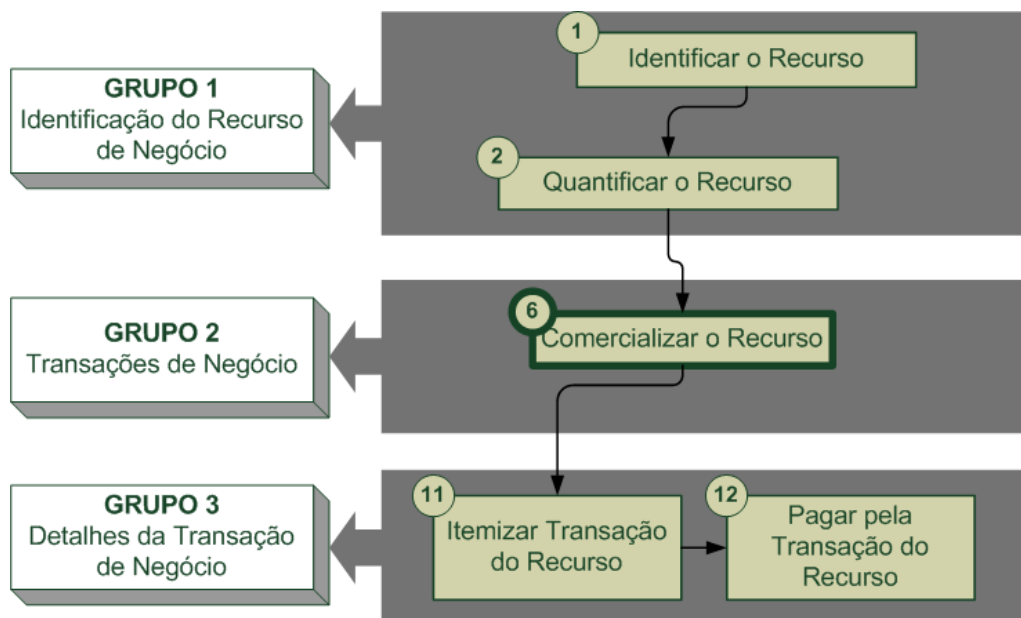 1
Identificar o Recurso
GRUPO 1
Identificação do Recurso
de Negócio
2
Quantificar o Recurso
GRUPO 2
Transações de Negócio
6
Comercializar o Recurso
GRUPO 3
Detalhes da Transação
de Negócio
11
Itemizar Transação
do Recurso
12
Pagar pela
Transação do
Recurso